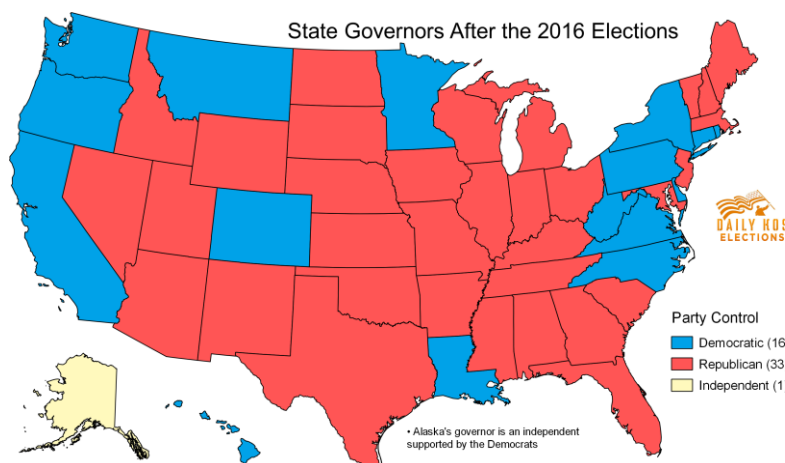 State Governors After the 2016 Elections
DAILY KOS
ELECTIONS
Party Control
Democratic (16
Republican (33
Independent (1
• Alaska's governor is an independent
supported by the Democrats